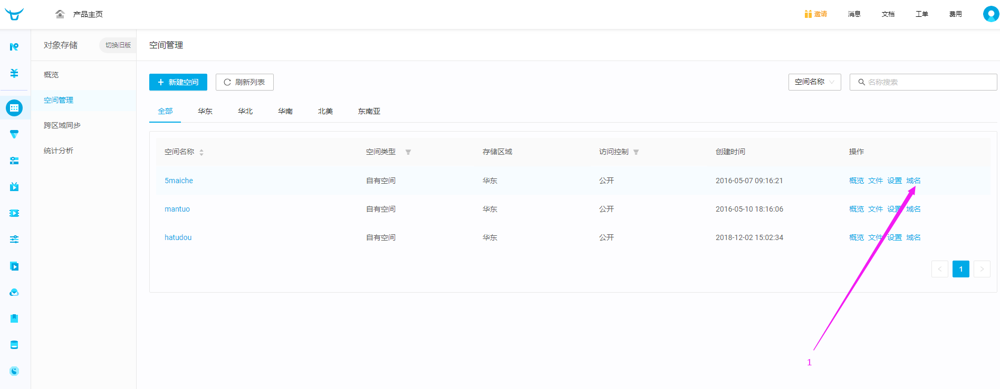 产品主页
邀请 消息 文档 工单 费用
对象存储 切换旧版
概览
空间管理
跨区域同步
统计分析
空间管理
+ 新建空间 刷新列表 空间名称 名称搜索
全部 华东 华北 华南 北美 东南亚
空间名称 空间类型 存储区域 访问控制 创建时间 操作
5maiche 自有空间 华东 公开 2016-05-07 09:16:21 概览 文件 设置 域名
mantuo 自有空间 华东 公开 2016-05-10 18:16:06 概览 文件 设置 域名
hatudou 自有空间 华东 公开 2018-12-02 15:02:34 概览 文件 设置 域名
< 1 >
1